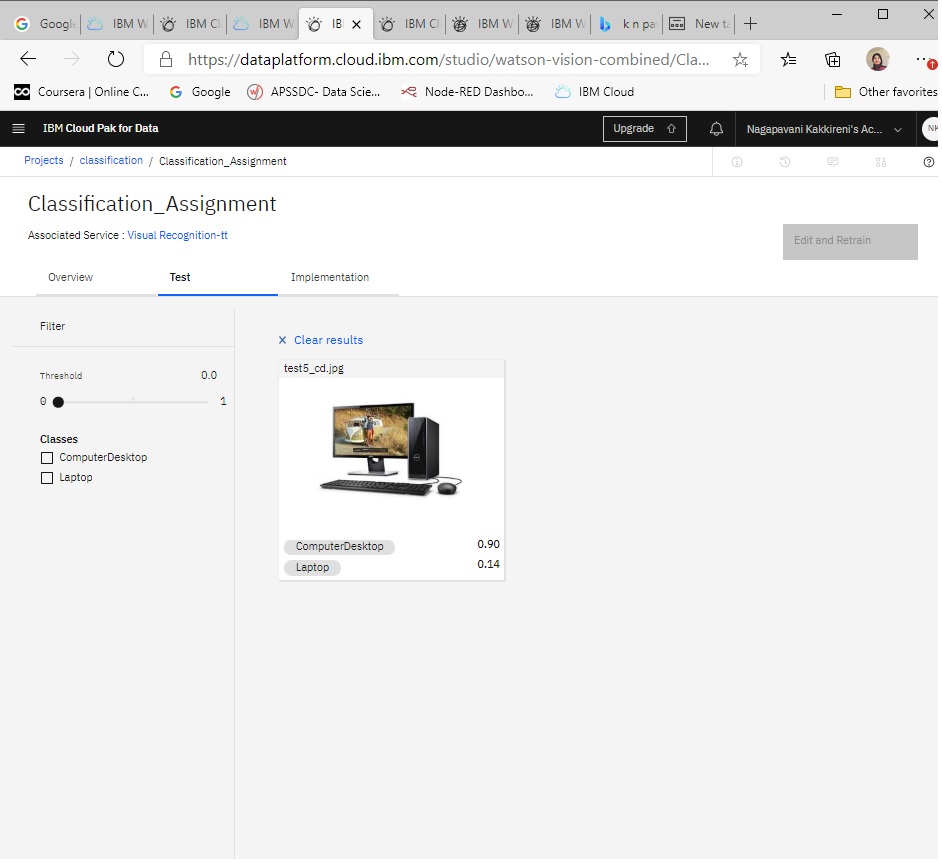 Google
IBM W
IBM Cl
IBM W
IB
IBM Cl
IBM W
IBM W
k n pa
New ta
https://dataplatform.cloud.ibm.com/studio/watson-vision-combined/Cla...
Coursera | Online C...
Google
APSSDC- Data Scie...
Node-RED Dashbo...
IBM Cloud
Other favorites
IBM Cloud Pak for Data
Upgrade
Nagapavani Kakkireni's Ac...
NK
Projects / classification / Classification_Assignment
Classification_Assignment
Associated Service : Visual Recognition-tt
Edit and Retrain
Overview
Test
Implementation
Filter
Clear results
test5_cd.jpg
Threshold 0.0
0 1
Classes
ComputerDesktop
Laptop
ComputerDesktop 0.90
Laptop 0.14